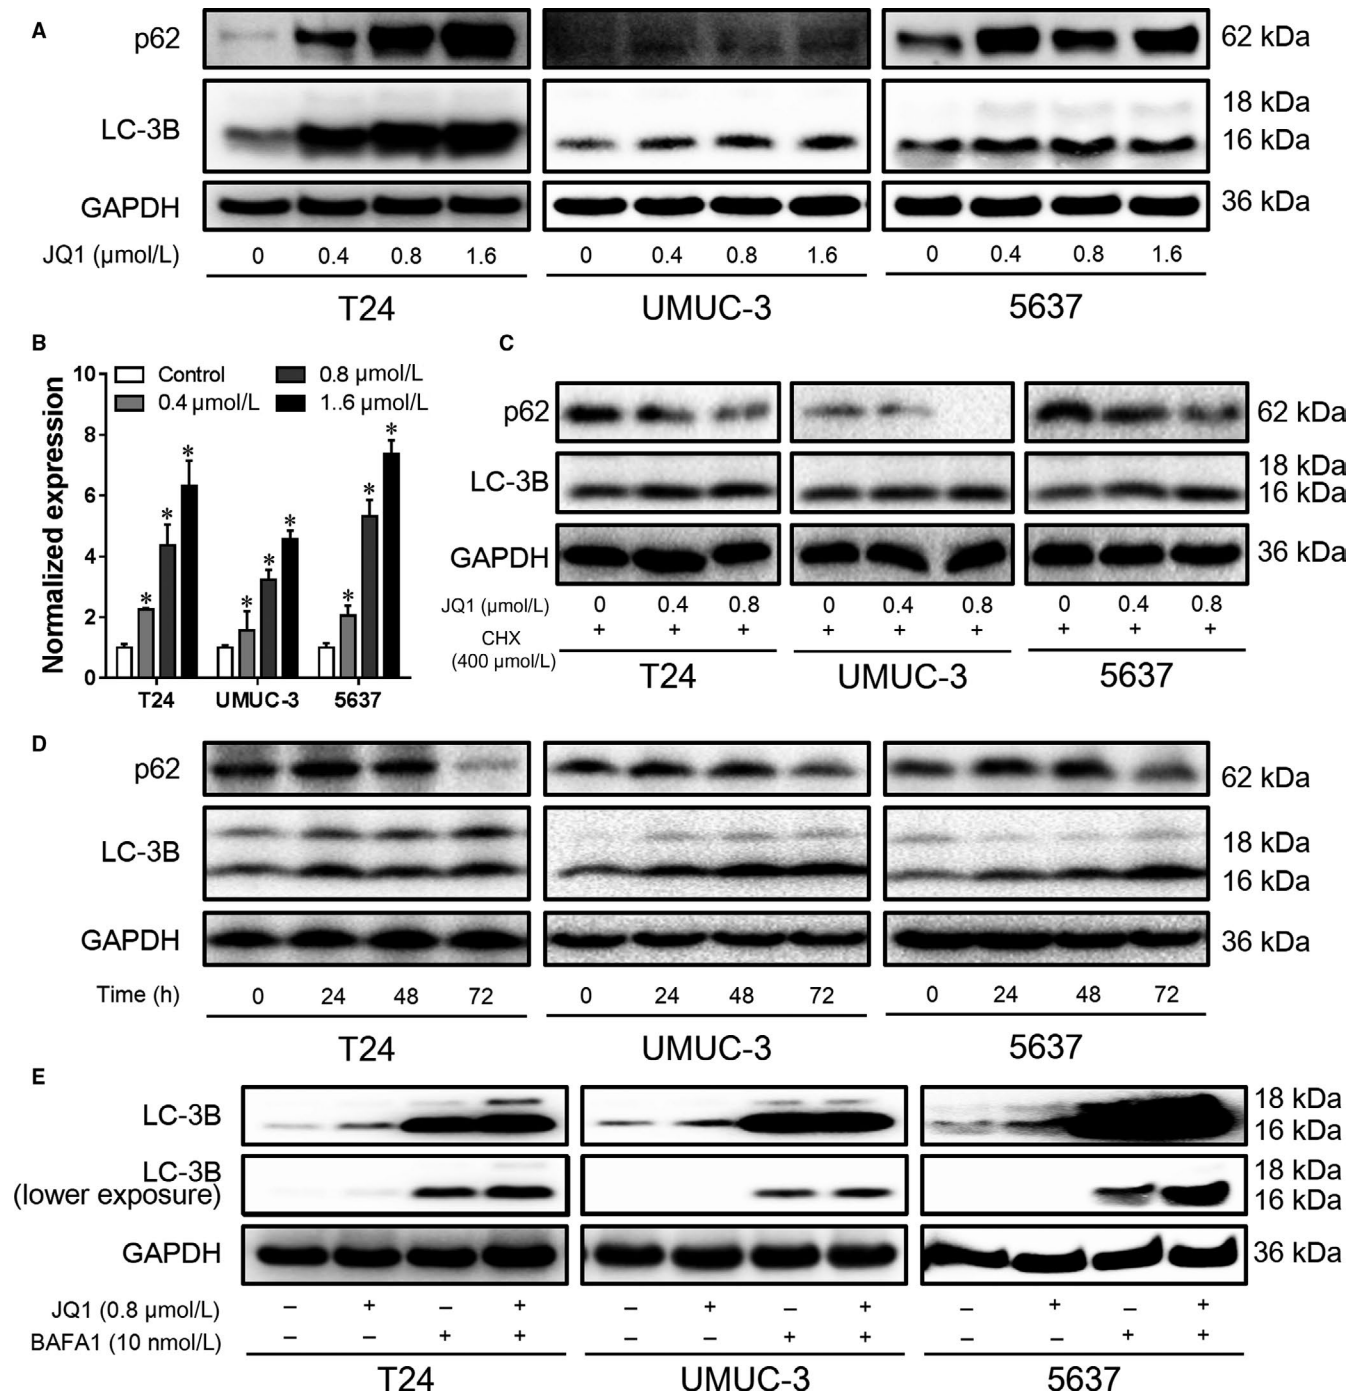 A
p62
62 kDa
LC-3B
18 kDa
16 kDa
GAPDH
36 kDa
JQ1 (µmol/L)
0 0.4 0.8 1.6 0 0.4 0.8 1.6 0 0.4 0.8 1.6
T24 UMUC-3 5637
B
Normalized expression
10
8
6
4
2
0
Control 0.8 µmol/L
0.4 µmol/L 1.6 µmol/L
* * * * * * * * *
T24 UMUC-3 5637
C
p62
62 kDa
LC-3B
18 kDa
16 kDa
GAPDH
36 kDa
JQ1 (µmol/L)
0 0.4 0.8 0 0.4 0.8 0 0.4 0.8
CHX
(400 µmol/L)
+ + + + + + + + +
T24 UMUC-3 5637
D
p62
62 kDa
LC-3B
18 kDa
16 kDa
GAPDH
36 kDa
Time (h)
0 24 48 72 0 24 48 72 0 24 48 72
T24 UMUC-3 5637
E
LC-3B
18 kDa
16 kDa
LC-3B
(lower exposure)
18 kDa
16 kDa
GAPDH
36 kDa
JQ1 (0.8 µmol/L) – + – + – + – + – + – +
BAFA1 (10 nmol/L) – – + + – – + + – – + +
T24 UMUC-3 5637